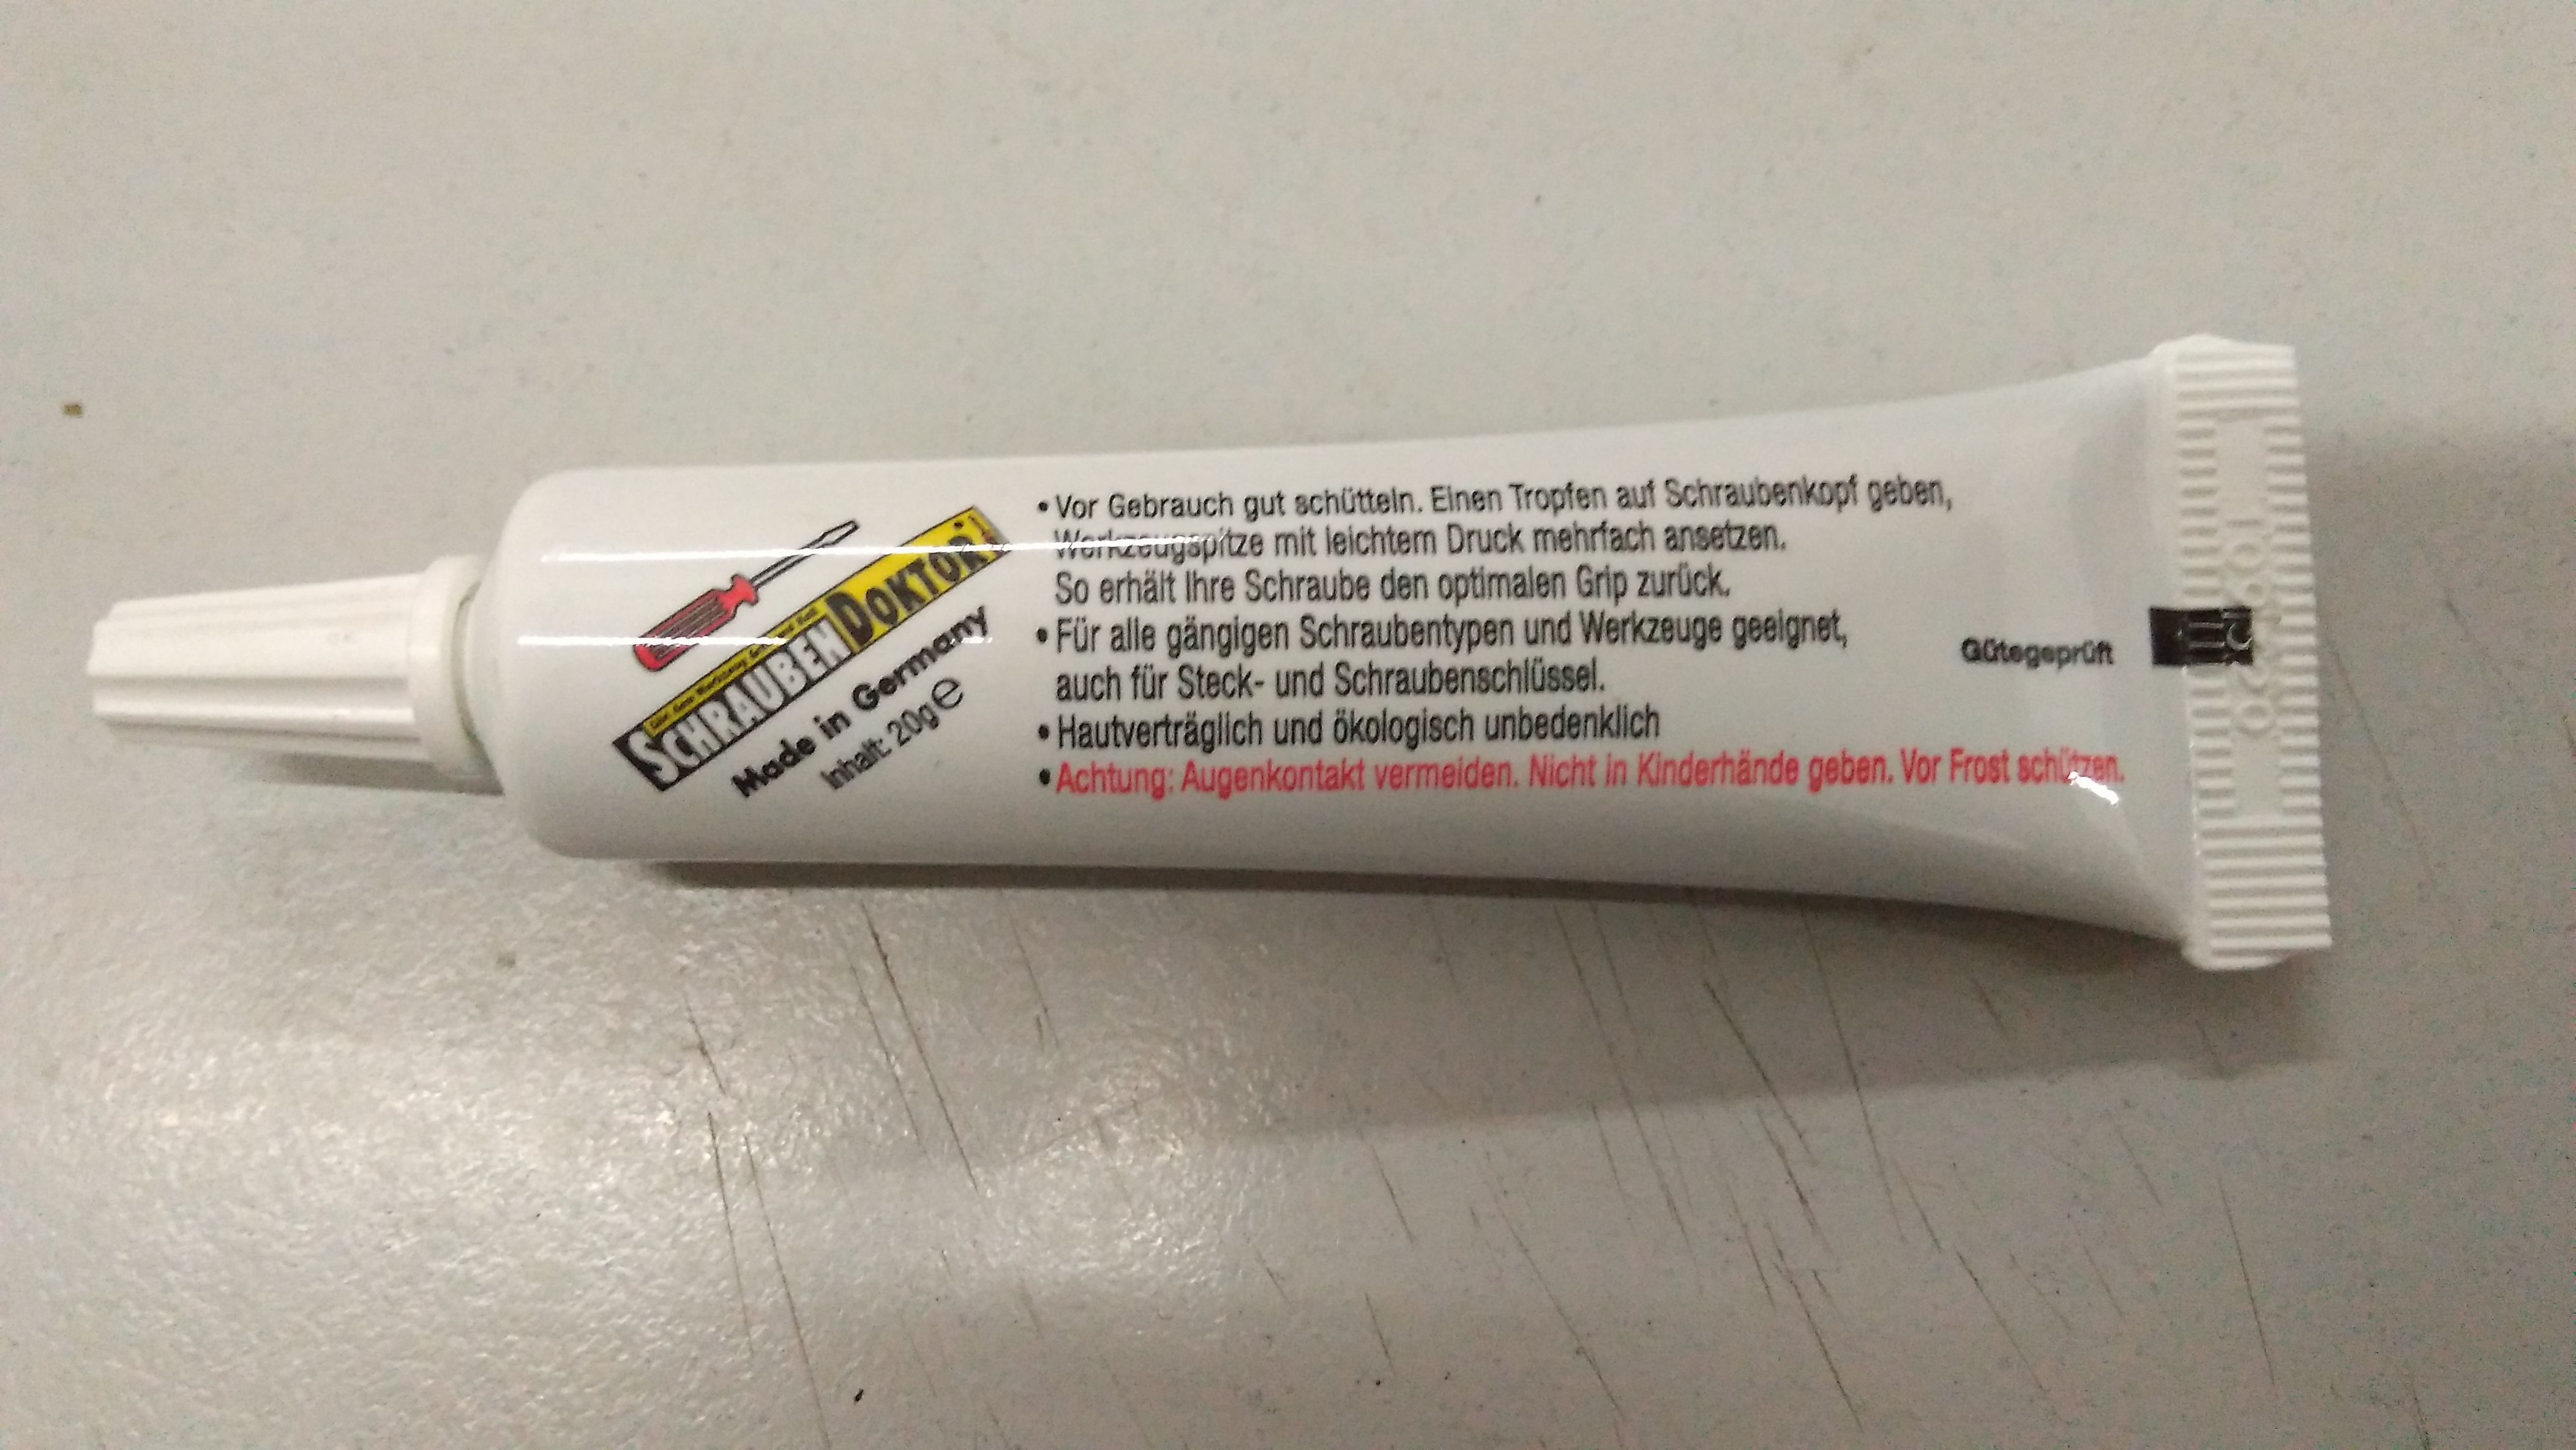 SCHRAUBENDOKTOR
Made in Germany
Inhalt: 20g ℮
• Vor Gebrauch gut schütteln. Einen Tropfen auf Schraubenkopf geben,
Werkzeugspitze mit leichtem Druck mehrfach ansetzen.
So erhält Ihre Schraube den optimalen Grip zurück.
• Für alle gängigen Schraubentypen und Werkzeuge geeignet,
auch für Steck- und Schraubenschlüssel.
• Hautverträglich und ökologisch unbedenklich
• Achtung: Augenkontakt vermeiden. Nicht in Kinderhände geben. Vor Frost schützen.
Gütegeprüft